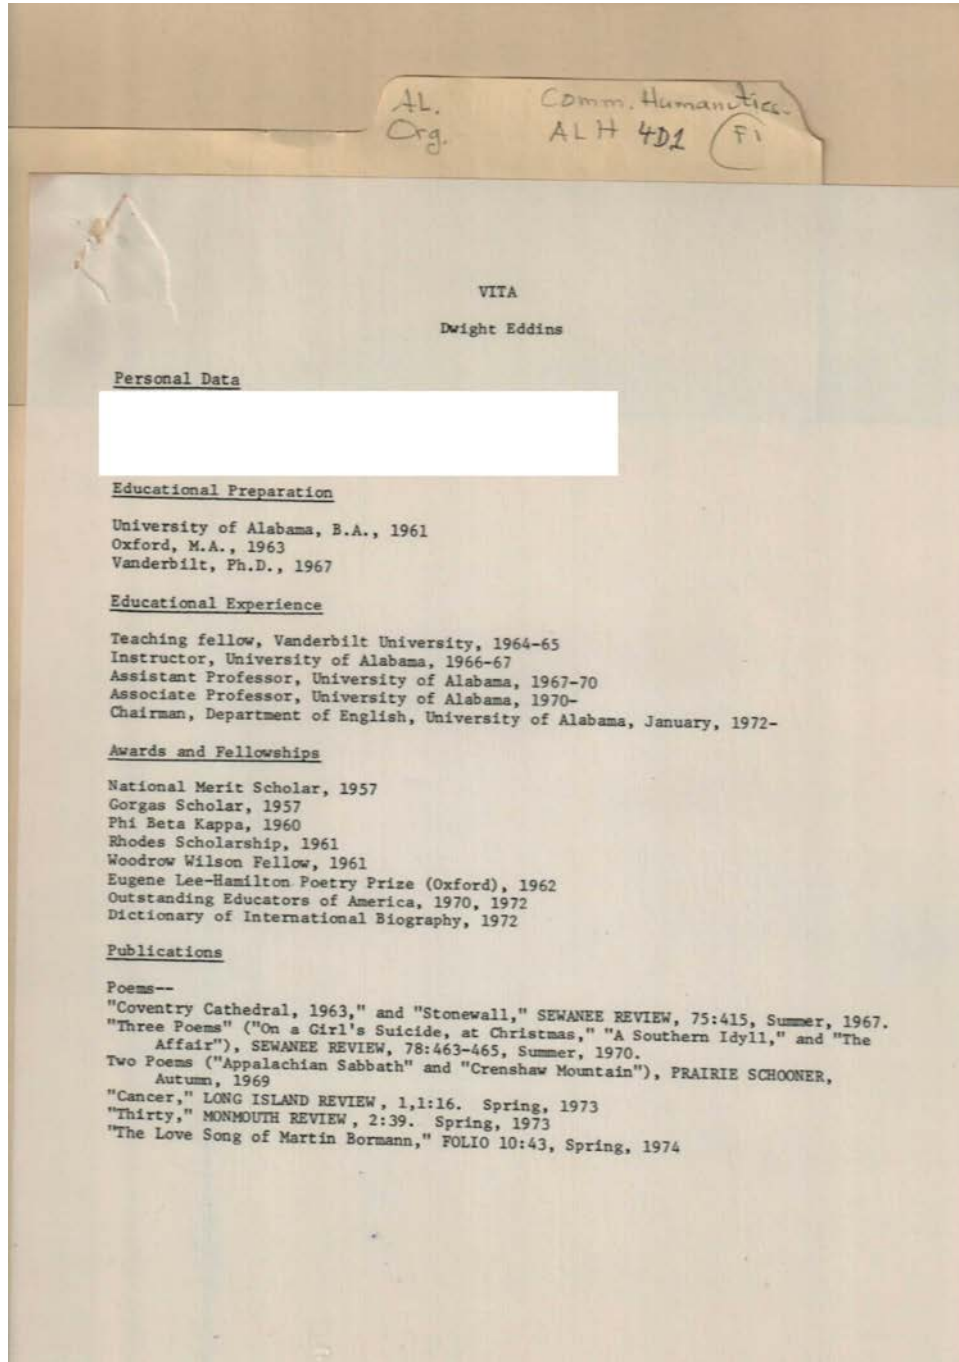 AL. Comm. Humanities.
Org. ALH 4D1 F1
VITA
Dwight Eddins
Personal Data
Educational Preparation
University of Alabama, B.A., 1961
Oxford, M.A., 1963
Vanderbilt, Ph.D., 1967
Educational Experience
Teaching fellow, Vanderbilt University, 1964-65
Instructor, University of Alabama, 1966-67
Assistant Professor, University of Alabama, 1967-70
Associate Professor, University of Alabama, 1970-
Chairman, Department of English, University of Alabama, January, 1972-
Awards and Fellowships
National Merit Scholar, 1957
Gorgas Scholar, 1957
Phi Beta Kappa, 1960
Rhodes Scholarship, 1961
Woodrow Wilson Fellow, 1961
Eugene Lee-Hamilton Poetry Prize (Oxford), 1962
Outstanding Educators of America, 1970, 1972
Dictionary of International Biography, 1972
Publications
Poems--
"Coventry Cathedral, 1963," and "Stonewall," SEWANEE REVIEW, 75:415, Summer, 1967.
"Three Poems" ("On a Girl's Suicide, at Christmas," "A Southern Idyll," and "The
Affair"), SEWANEE REVIEW, 78:463-465, Summer, 1970.
Two Poems ("Appalachian Sabbath" and "Crenshaw Mountain"), PRAIRIE SCHOONER,
Autumn, 1969
"Cancer," LONG ISLAND REVIEW, 1,1:16. Spring, 1973
"Thirty," MONMOUTH REVIEW, 2:39. Spring, 1973
"The Love Song of Martin Bormann," FOLIO 10:43, Spring, 1974